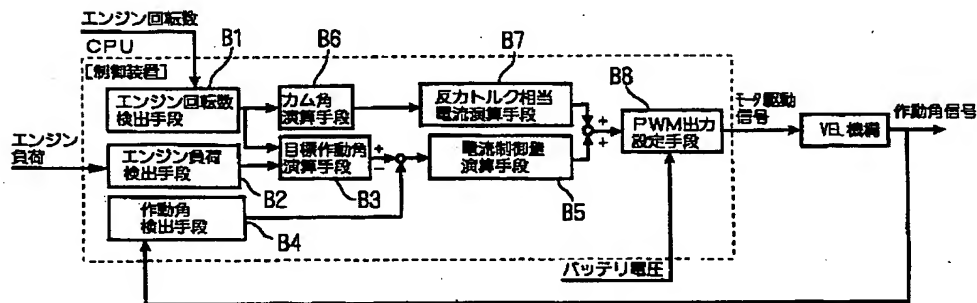 エンジン回転数
CPU
[制御装置]
B1
エンジン回転数
検出手段
B6
カム角
演算手段
B7
反力トルク相当
電流演算手段
B8
PWM出力
設定手段
モータ駆動
信号
VEL機構
作動角信号
エンジン
負荷
エンジン負荷
検出手段
B2
目標作動角
演算手段
B3
+
−
電流制御量
演算手段
B5
+
+
作動角
検出手段
B4
バッテリ電圧